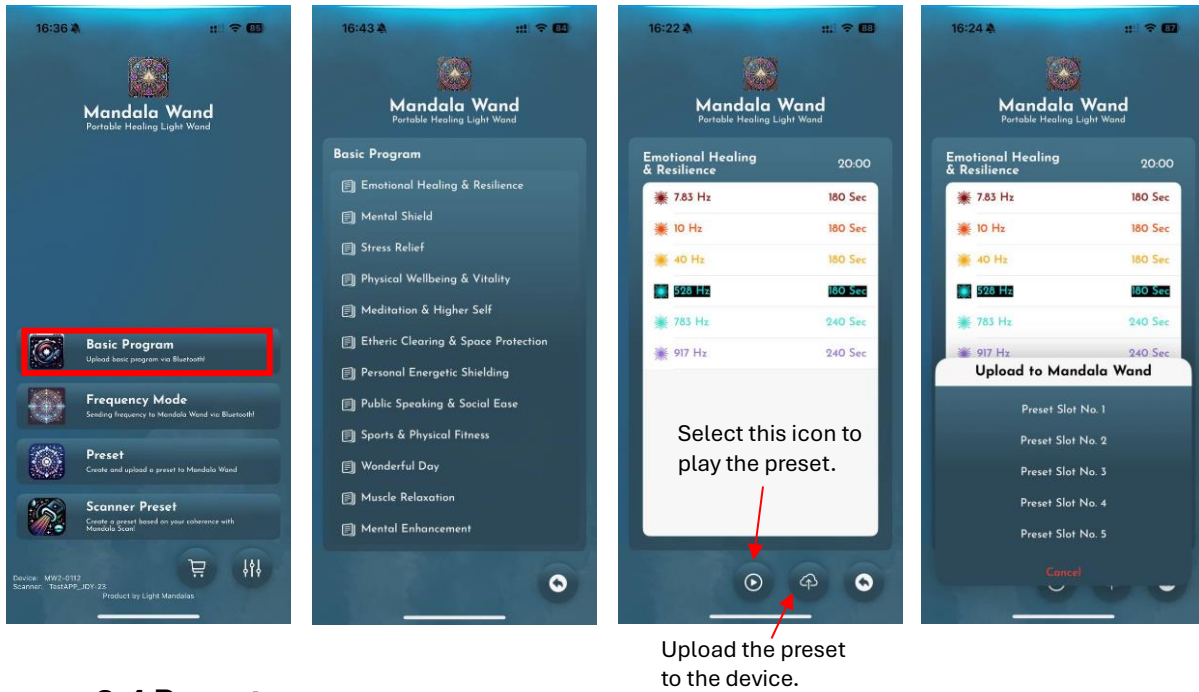 16:36
85
Mandala Wand
Portable Healing Light Wand
Basic Program
Upload basic program via Bluetooth!
Frequency Mode
Sending frequency to Mandala Wand via Bluetooth!
Preset
Create and upload a preset to Mandala Wand
Scanner Preset
Create a preset based on your coherence with
Mandala Scan!
Device: MW2-0112
Scanner: TestAPP_JDY-23
Product by Light Mandalas
16:43
84
Mandala Wand
Portable Healing Light Wand
Basic Program
Emotional Healing & Resilience
Mental Shield
Stress Relief
Physical Wellbeing & Vitality
Meditation & Higher Self
Etheric Clearing & Space Protection
Personal Energetic Shielding
Public Speaking & Social Ease
Sports & Physical Fitness
Wonderful Day
Muscle Relaxation
Mental Enhancement
16:22
88
Mandala Wand
Portable Healing Light Wand
Emotional Healing
& Resilience
20:00
7.83 Hz 180 Sec
10 Hz 180 Sec
40 Hz 180 Sec
528 Hz 180 Sec
783 Hz 240 Sec
917 Hz 240 Sec
Select this icon to
play the preset.
Upload the preset
to the device.
16:24
87
Mandala Wand
Portable Healing Light Wand
Emotional Healing
& Resilience
20:00
7.83 Hz 180 Sec
10 Hz 180 Sec
40 Hz 180 Sec
528 Hz 180 Sec
783 Hz 240 Sec
917 Hz 240 Sec
Upload to Mandala Wand
Preset Slot No. 1
Preset Slot No. 2
Preset Slot No. 3
Preset Slot No. 4
Preset Slot No. 5
Cancel